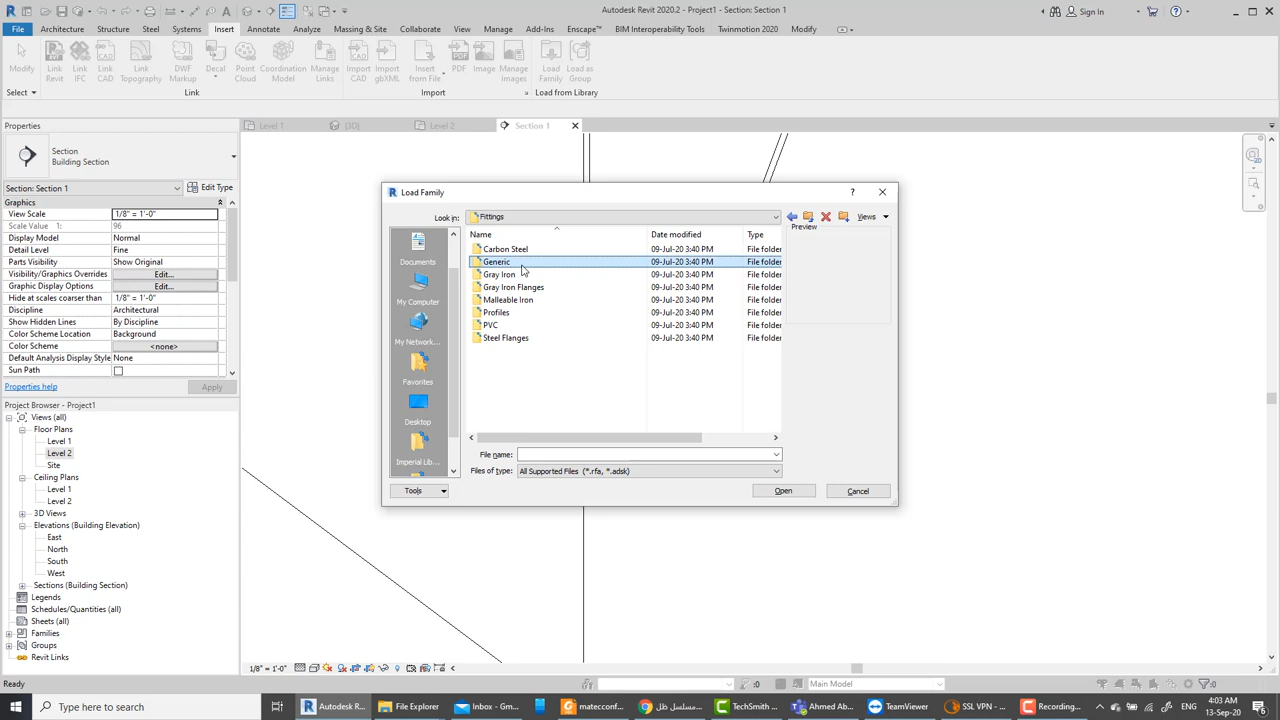 Autodesk Revit 2020.2 - Project1 - Section: Section 1
Sign In
File Architecture Structure Steel Systems Insert Annotate Analyze Massing & Site Collaborate View Manage Add-Ins Enscape™ BIM Interoperability Tools Twinmotion 2020 Modify
Modify
Link Revit
Link IFC
Link CAD
Link Topography
DWF Markup
Decal
Point Cloud
Coordination Model
Manage Links
Import CAD
Import gbXML
Insert from File
PDF
Image
Manage Images
Load Family
Load as Group
Select
Link
Import
Load from Library
Properties
Level 1
{3D}
Level 2
Section 1
Section
Building Section
Section: Section 1
Edit Type
Graphics
View Scale 1/8" = 1'-0"
Scale Value 1: 96
Display Model Normal
Detail Level Fine
Parts Visibility Show Original
Visibility/Graphics Overrides Edit...
Graphic Display Options Edit...
Hide at scales coarser than 1/8" = 1'-0"
Discipline Architectural
Show Hidden Lines By Discipline
Color Scheme Location Background
Color Scheme <none>
Default Analysis Display Style None
Sun Path
Properties help
Apply
Project Browser - Project1
Views (all)
Floor Plans
Level 1
Level 2
Site
Ceiling Plans
Level 1
Level 2
3D Views
Elevations (Building Elevation)
East
North
South
West
Sections (Building Section)
Legends
Schedules/Quantities (all)
Sheets (all)
Families
Groups
Revit Links
Load Family
Look in:
Fittings
Views
Name Date modified Type
Preview
Carbon Steel 09-Jul-20 3:40 PM File folder
Generic 09-Jul-20 3:40 PM File folder
Gray Iron 09-Jul-20 3:40 PM File folder
Gray Iron Flanges 09-Jul-20 3:40 PM File folder
Malleable Iron 09-Jul-20 3:40 PM File folder
Profiles 09-Jul-20 3:40 PM File folder
PVC 09-Jul-20 3:40 PM File folder
Steel Flanges 09-Jul-20 3:40 PM File folder
Documents
My Computer
My Network...
Favorites
Desktop
Imperial Lib...
File name:
Files of type: All Supported Files (*.rfa, *.adsk)
Tools
Open
Cancel
1/8" = 1'-0"
Ready
:0
Main Model
:0
Type here to search
Autodesk R...
File Explorer
Inbox - Gm...
matecconf...
مسلسل ظل...
TechSmith ...
Ahmed Ab...
TeamViewer
SSL VPN - ...
Recording...
ENG
4:03 AM
13-Sep-20